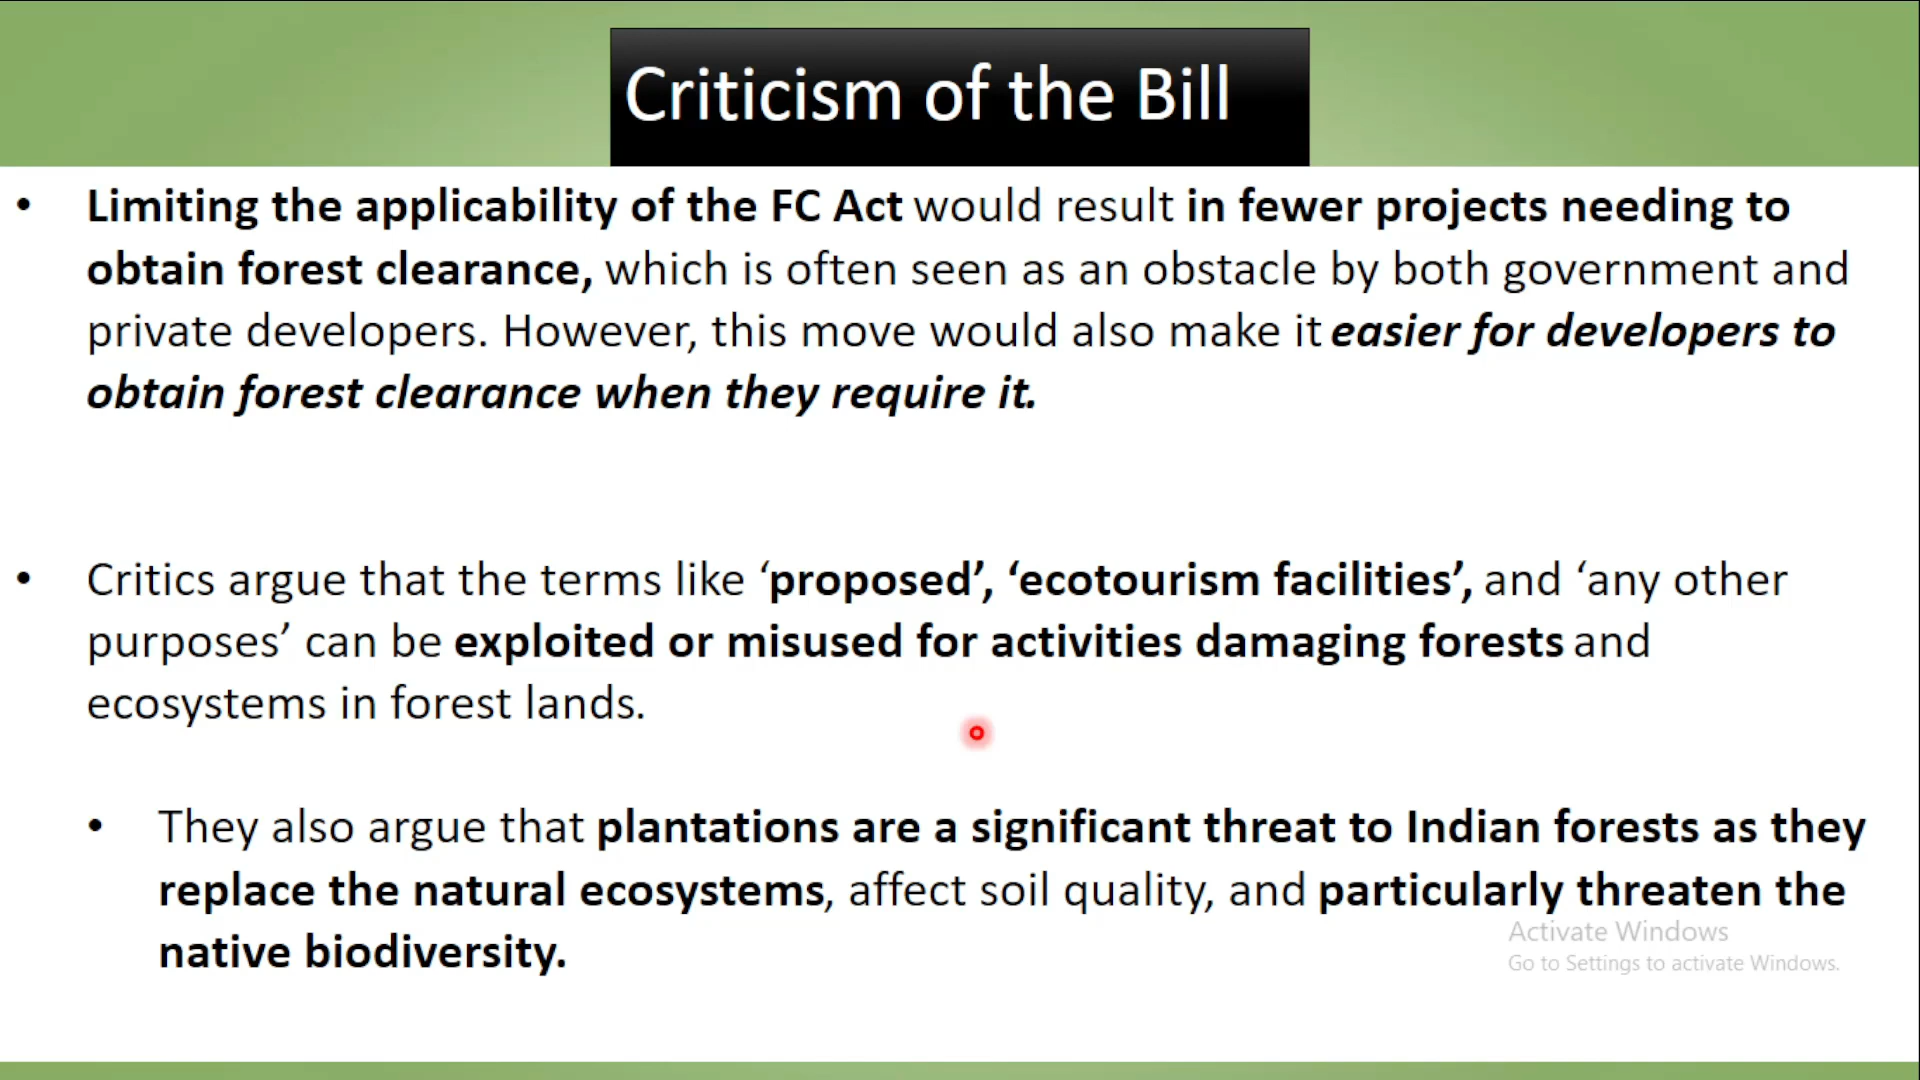 Criticism of the Bill
• Limiting the applicability of the FC Act would result in fewer projects needing to
obtain forest clearance, which is often seen as an obstacle by both government and
private developers. However, this move would also make it easier for developers to
obtain forest clearance when they require it.
• Critics argue that the terms like ‘proposed’, ‘ecotourism facilities’, and ‘any other
purposes’ can be exploited or misused for activities damaging forests and
ecosystems in forest lands.
• They also argue that plantations are a significant threat to Indian forests as they
replace the natural ecosystems, affect soil quality, and particularly threaten the
native biodiversity.
Activate Windows
Go to Settings to activate Windows.